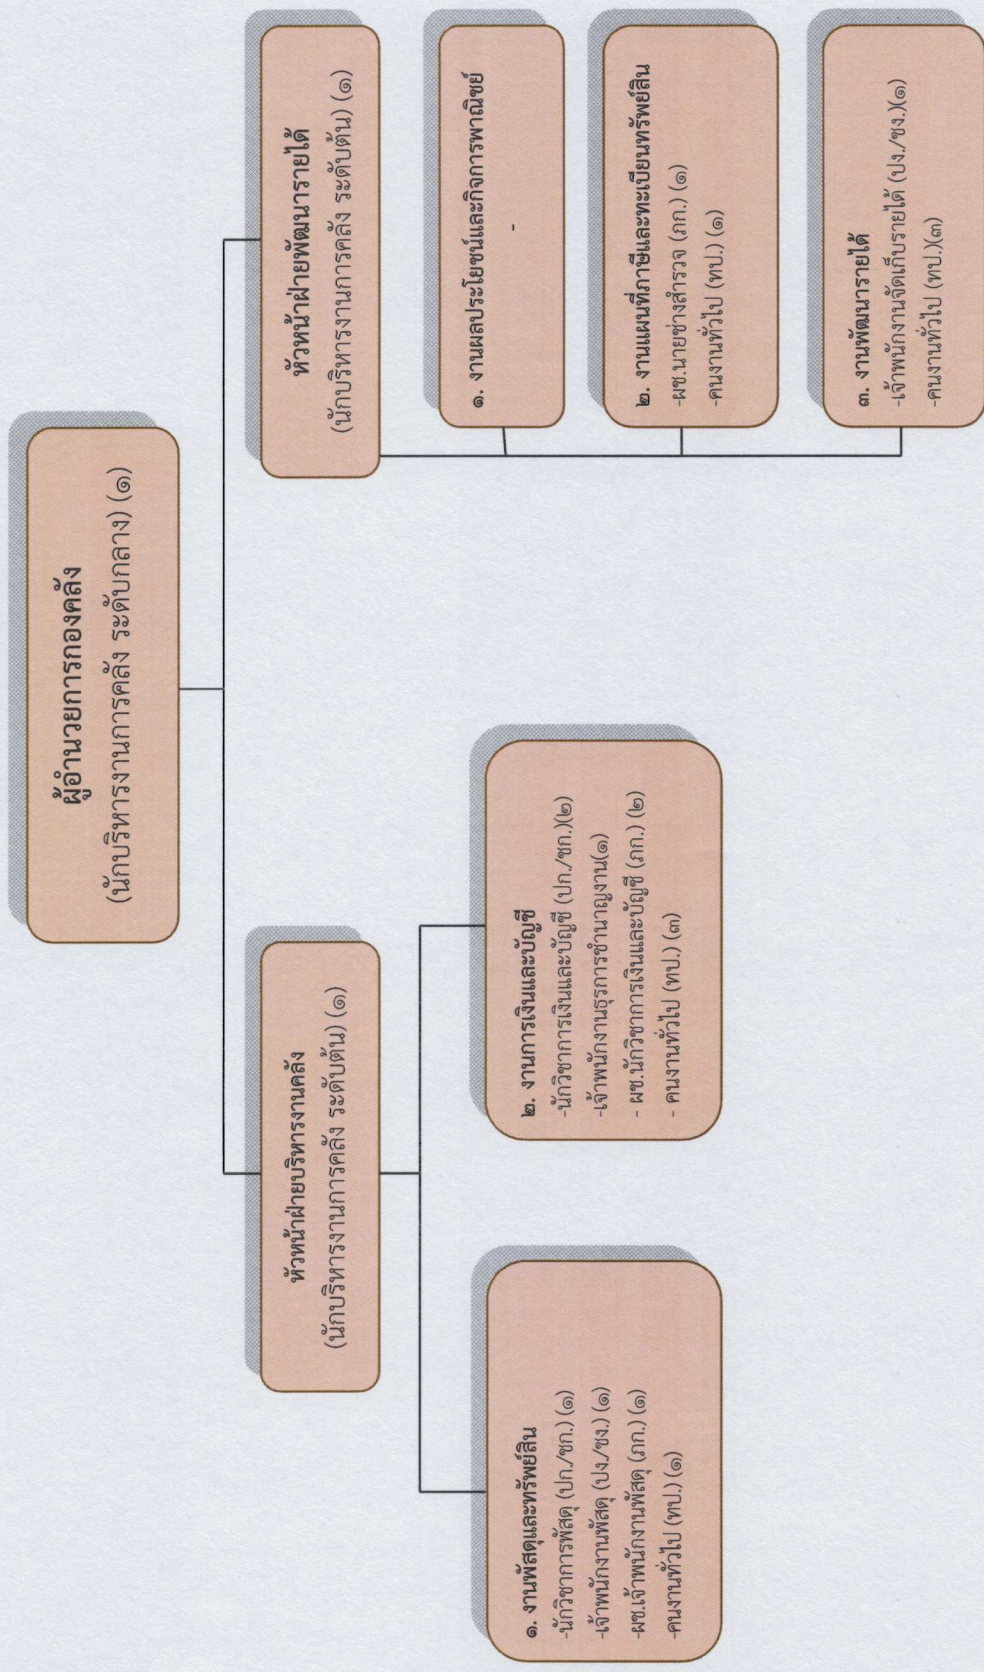 ผู้อำนวยการกองคลัง
(นักบริหารงานการคลัง ระดับกลาง) (๑)
หัวหน้าฝ่ายบริหารงานคลัง
(นักบริหารงานการคลัง ระดับต้น) (๑)
๑. งานพัสดุและทรัพย์สิน
-นักวิชาการพัสดุ (ปก./ชก.) (๑)
-เจ้าพนักงานพัสดุ (ปง./ชง.) (๑)
-ผช.เจ้าพนักงานพัสดุ (ภก.) (๑)
-คนงานทั่วไป (ทป.) (๑)
๒. งานการเงินและบัญชี
-นักวิชาการเงินและบัญชี (ปก./ชก.)(๒)
-เจ้าพนักงานธุรการชำนาญงาน(๑)
- ผช.นักวิชาการเงินและบัญชี (ภก.) (๒)
- คนงานทั่วไป (ทป.) (๓)
หัวหน้าฝ่ายพัฒนารายได้
(นักบริหารงานการคลัง ระดับต้น) (๑)
๑. งานผลประโยชน์และกิจการพาณิชย์
-
๒. งานแผนที่ภาษีและทะเบียนทรัพย์สิน
-ผช.นายช่างสำรวจ (ภก.) (๑)
-คนงานทั่วไป (ทป.) (๑)
๓. งานพัฒนารายได้
-เจ้าพนักงานจัดเก็บรายได้ (ปง./ชง.)(๑)
-คนงานทั่วไป (ทป.)(๓)